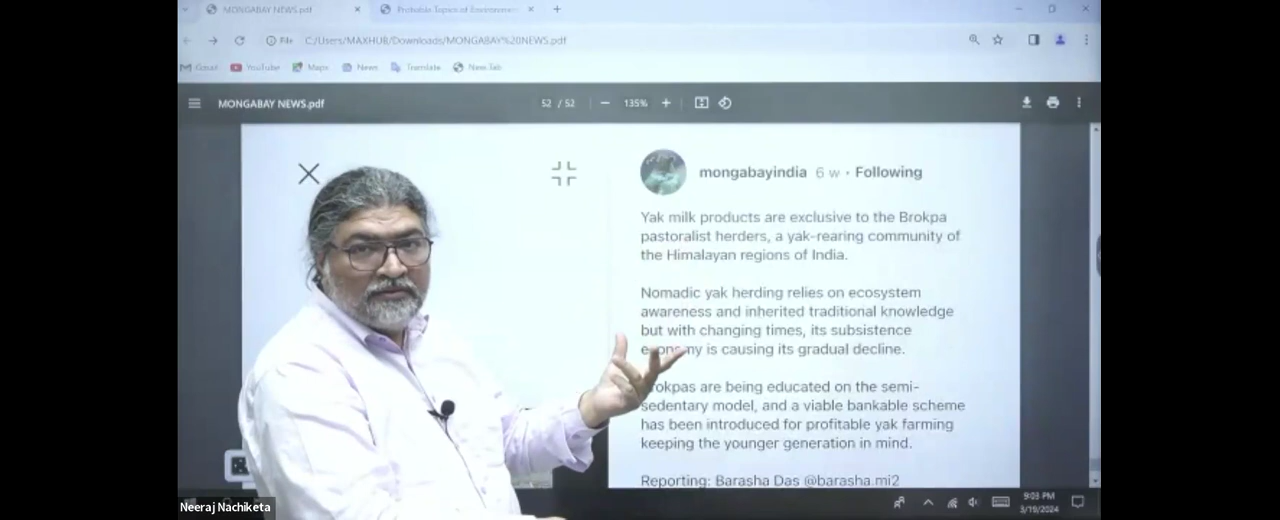 MONGABAY NEWS.pdf
Probable Topics of Environmen
File
C:/Users/MAXHUB/Downloads/MONGABAY%20NEWS.pdf
Gmail
YouTube
Maps
News
Translate
New Tab
MONGABAY NEWS.pdf
52 / 52
135%
mongabayindia 6 w • Following
Yak milk products are exclusive to the Brokpa
pastoralist herders, a yak-rearing community of
the Himalayan regions of India.
Nomadic yak herding relies on ecosystem
awareness and inherited traditional knowledge
but with changing times, its subsistence
is causing its gradual decline.
are being educated on the semi-
sedentary model, and a viable bankable scheme
has been introduced for profitable yak farming
keeping the younger generation in mind.
Reporting: Barasha Das @barasha.mi2
9:03 PM
3/19/2024
Neeraj Nachiketa